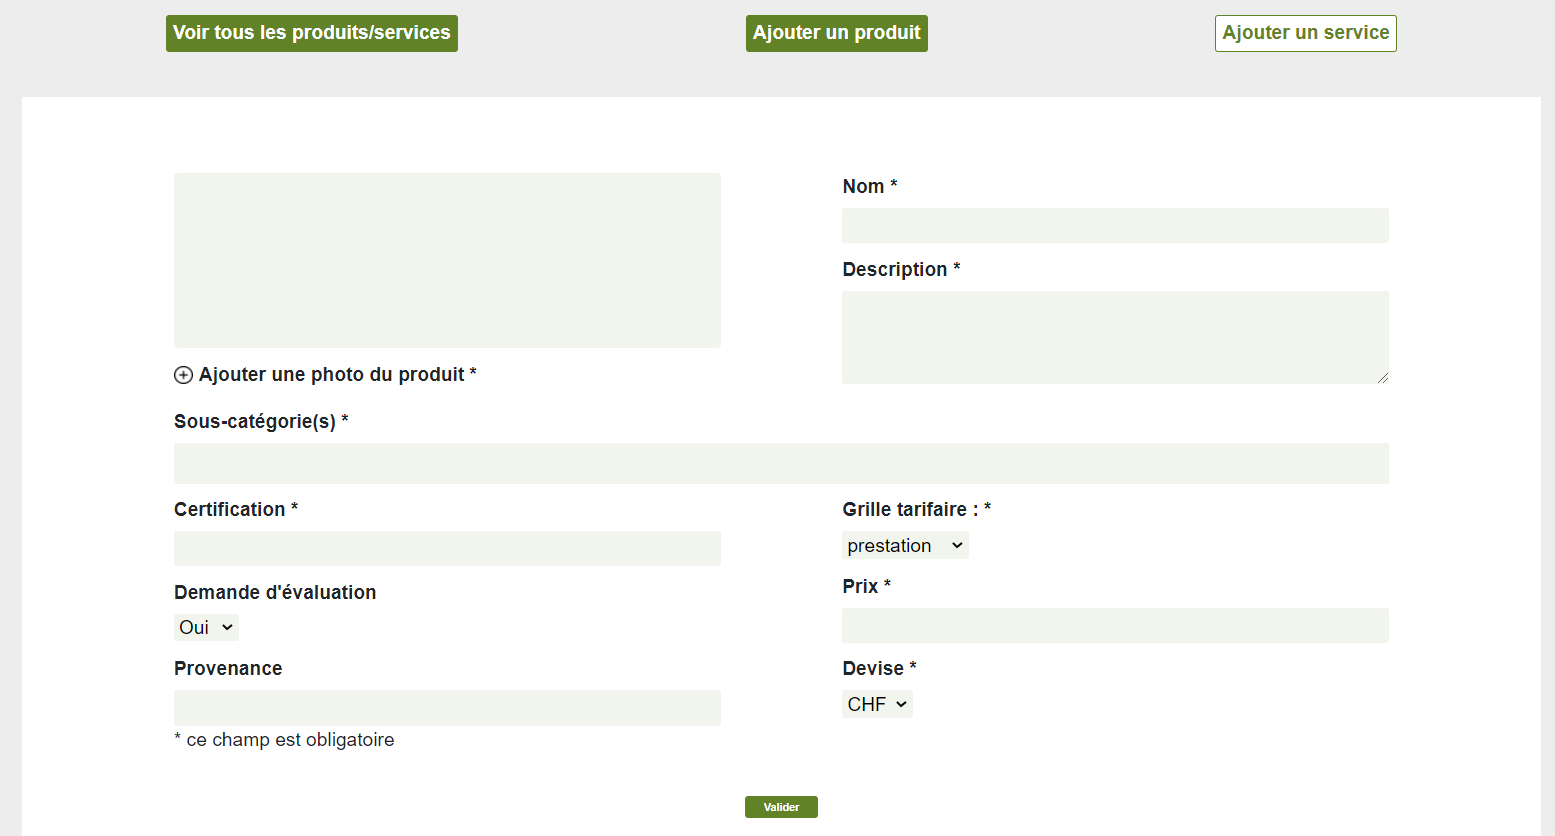 Voir tous les produits/services
Ajouter un produit
Ajouter un service
Nom *
Description *
Ajouter une photo du produit *
Sous-catégorie(s) *
Certification *
Grille tarifaire : *
prestation
Demande d'évaluation
Oui
Prix *
Provenance
Devise *
CHF
* ce champ est obligatoire
Valider